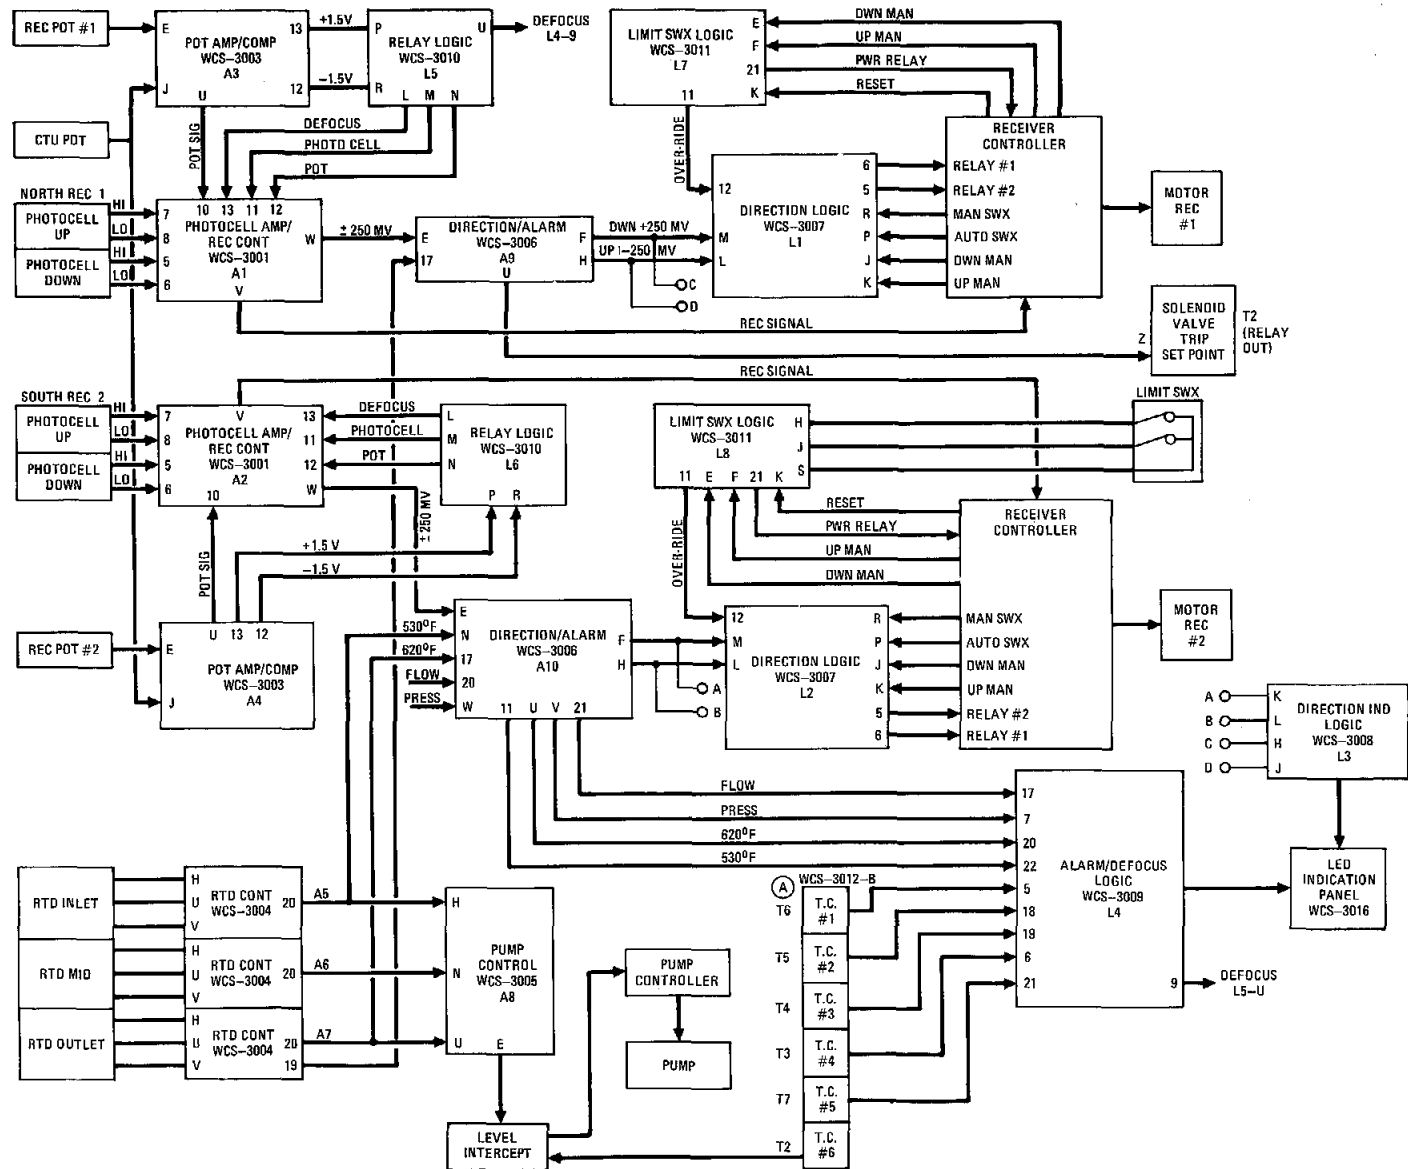 REC POT #1
E
J
POT AMP/COMP
WCS-3003
A3
U
13
12
+1.5V
-1.5V
P
R
RELAY LOGIC
WCS-3010
L5
U
L M N
DEFOCUS
L4-9
CTU POT
POT SIG
DEFOCUS
PHOTO CELL
POT
NORTH REC 1
PHOTOCELL
UP
PHOTOCELL
DOWN
HI
LO
HI
LO
7
8
5
6
10 13 11 12
PHOTOCELL AMP/
REC CONT
WCS-3001
A1
V
W
± 250 MV
E
17
DIRECTION/ALARM
WCS-3006
A9
U
F
H
DWN +250 MV
UP 1-250 MV
C
D
LIMIT SWX LOGIC
WCS-3011
L7
11
E
F
21
K
DWN MAN
UP MAN
PWR RELAY
RESET
OVER-RIDE
12
M
L
DIRECTION LOGIC
WCS-3007
L1
6
5
R
P
J
K
RECEIVER
CONTROLLER
RELAY #1
RELAY #2
MAN SWX
AUTO SWX
DWN MAN
UP MAN
MOTOR
REC
#1
REC SIGNAL
Z
SOLENOID
VALVE
TRIP
SET POINT
T2
(RELAY
OUT)
REC SIGNAL
SOUTH REC 2
PHOTOCELL
UP
PHOTOCELL
DOWN
HI
LO
HI
LO
7
8
5
6
V
PHOTOCELL AMP/
REC CONT
WCS-3001
A2
10
13
11
12
W
DEFOCUS
PHOTOCELL
POT
L
M
N
RELAY LOGIC
WCS-3010
L6
P R
± 250 MV
POT SIG
+1.5 V
-1.5 V
LIMIT SWX LOGIC
WCS-3011
L8
11 E F 21 K
H
J
S
LIMIT SWX
OVER-RIDE
RESET
PWR RELAY
UP MAN
DWN MAN
RECEIVER
CONTROLLER
MAN SWX
AUTO SWX
DWN MAN
UP MAN
RELAY #2
RELAY #1
MOTOR
REC
#2
REC POT #2
E
J
U 13 12
POT AMP/COMP
WCS-3003
A4
530°F
620°F
FLOW
PRESS
E
N
17
20
W
DIRECTION/ALARM
WCS-3006
A10
11 U V 21
F
H
A
B
12
M
L
DIRECTION LOGIC
WCS-3007
L2
R
P
J
K
5
6
A
B
C
D
K
L
H
J
DIRECTION IND
LOGIC
WCS-3008
L3
FLOW
PRESS
620°F
530°F
17
7
20
22
5
18
19
6
21
ALARM/DEFOCUS
LOGIC
WCS-3009
L4
9
DEFOCUS
L5-U
LED
INDICATION
PANEL
WCS-3016
RTD INLET
RTD MID
RTD OUTLET
H
U
V
RTD CONT
WCS-3004
20
A5
H
U
V
RTD CONT
WCS-3004
20
A6
H
U
V
RTD CONT
WCS-3004
20
19
A7
H
N
U
PUMP
CONTROL
WCS-3005
A8
E
LEVEL
INTERCEPT
PUMP
CONTROLLER
PUMP
A
WCS-3012-B
T6
T.C.
#1
T5
T.C.
#2
T4
T.C.
#3
T3
T.C.
#4
T7
T.C.
#5
T2
T.C.
#6